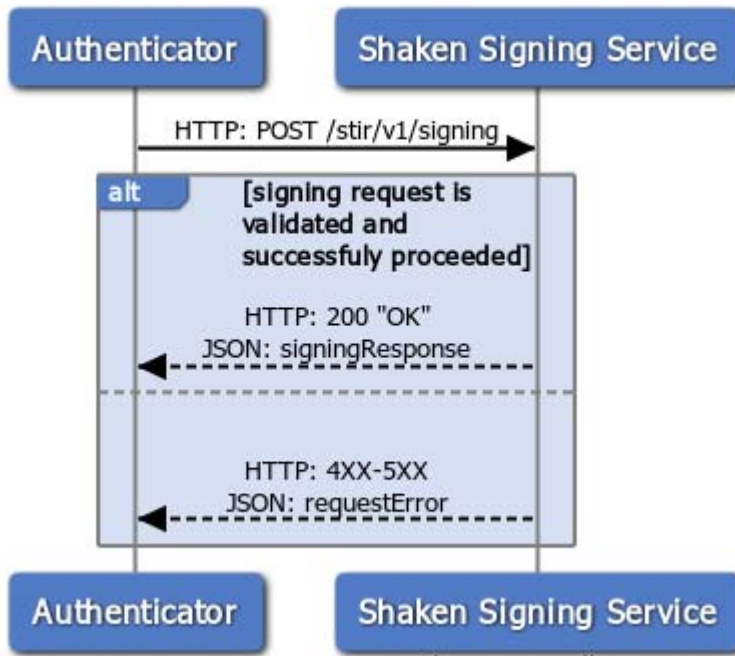 Authenticator
Shaken Signing Service
HTTP: POST /stir/v1/signing
alt
[signing request is
validated and
successfuly proceeded]
HTTP: 200 "OK"
JSON: signingResponse
HTTP: 4XX-5XX
JSON: requestError
Authenticator
Shaken Signing Service